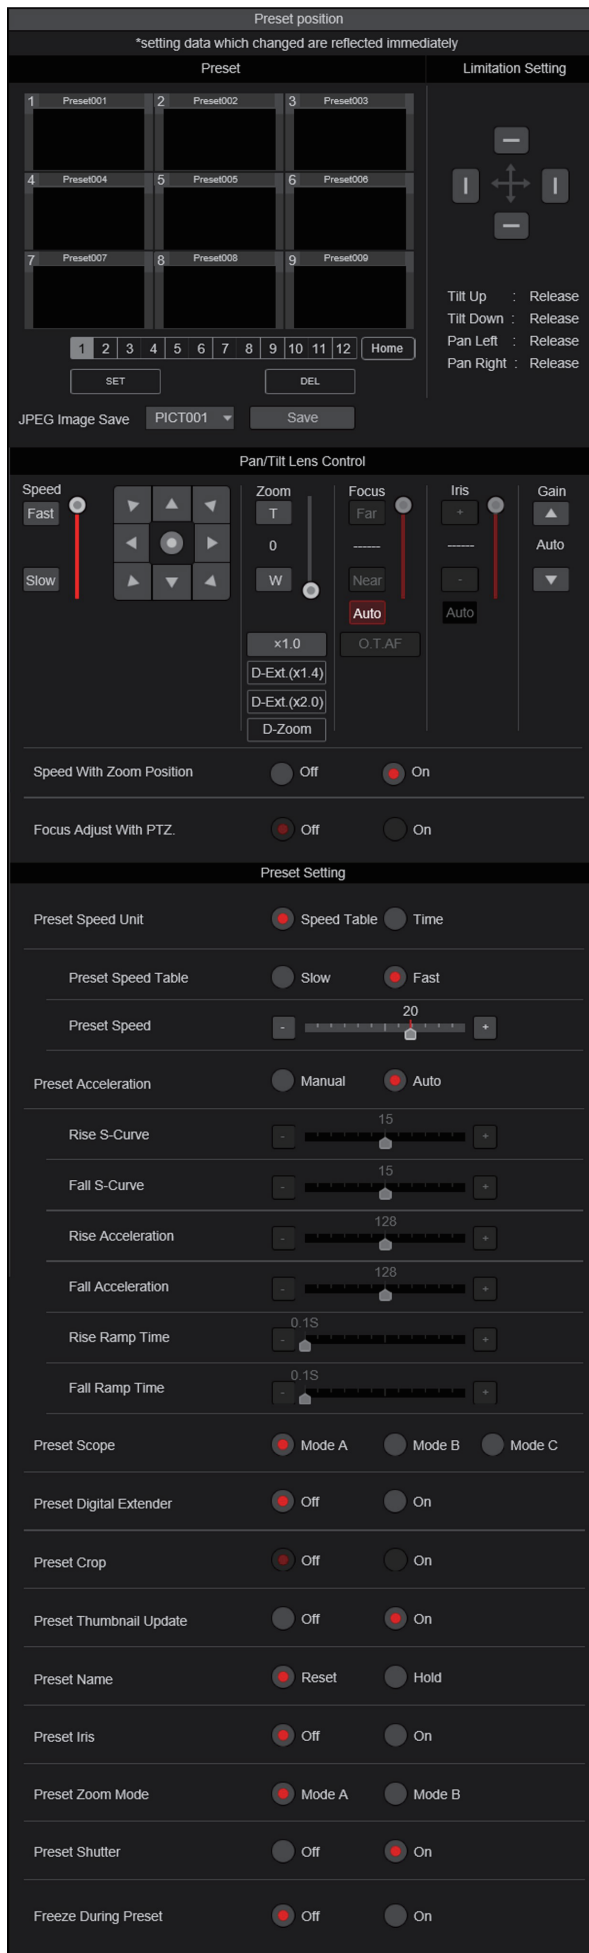 Preset position
*setting data which changed are reflected immediately
Preset
Limitation Setting
1 Preset001 2 Preset002 3 Preset003
4 Preset004 5 Preset005 6 Preset006
7 Preset007 8 Preset008 9 Preset009
Tilt Up : Release
Tilt Down : Release
Pan Left : Release
Pan Right : Release
1 2 3 4 5 6 7 8 9 10 11 12 Home
SET DEL
JPEG Image Save PICT001 Save
Pan/Tilt Lens Control
Speed
Fast
Slow
Zoom
T
0
W
×1.0
D-Ext.(x1.4)
D-Ext.(x2.0)
D-Zoom
Focus
Far
------
Near
Auto
O.T.AF
Iris
+
------
-
Auto
Gain
Auto
Speed With Zoom Position Off On
Focus Adjust With PTZ. Off On
Preset Setting
Preset Speed Unit Speed Table Time
Preset Speed Table Slow Fast
20
Preset Speed - +
Preset Acceleration Manual Auto
15
Rise S-Curve - +
15
Fall S-Curve - +
128
Rise Acceleration - +
128
Fall Acceleration - +
0.1S
Rise Ramp Time - +
0.1S
Fall Ramp Time - +
Preset Scope Mode A Mode B Mode C
Preset Digital Extender Off On
Preset Crop Off On
Preset Thumbnail Update Off On
Preset Name Reset Hold
Preset Iris Off On
Preset Zoom Mode Mode A Mode B
Preset Shutter Off On
Freeze During Preset Off On